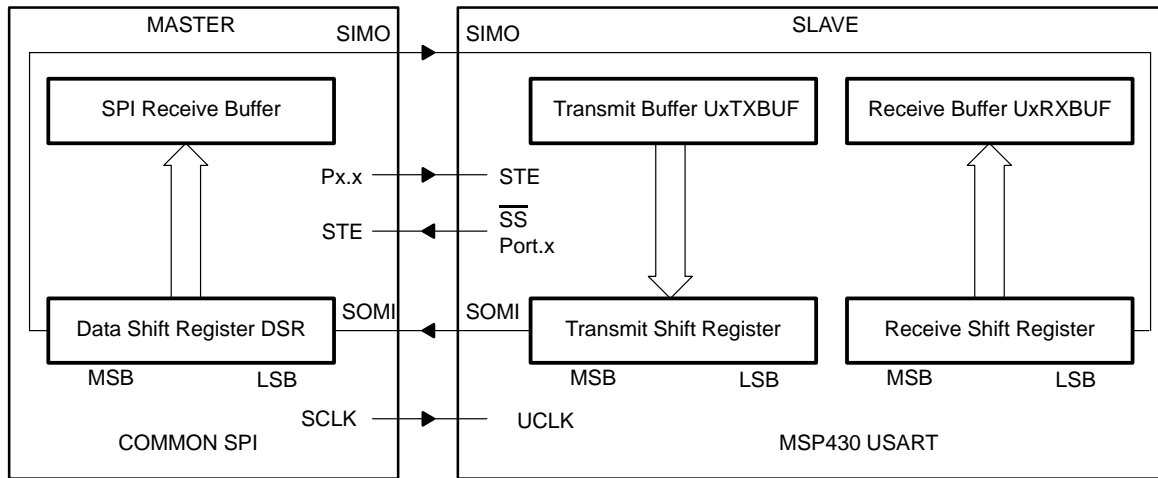 MASTER
SLAVE
SIMO
SIMO
SPI Receive Buffer
Transmit Buffer UxTXBUF
Receive Buffer UxRXBUF
Px.x
STE
STE
SS
Port.x
SOMI
SOMI
Data Shift Register DSR
Transmit Shift Register
Receive Shift Register
MSB
LSB
MSB
LSB
MSB
LSB
SCLK
UCLK
COMMON SPI
MSP430 USART